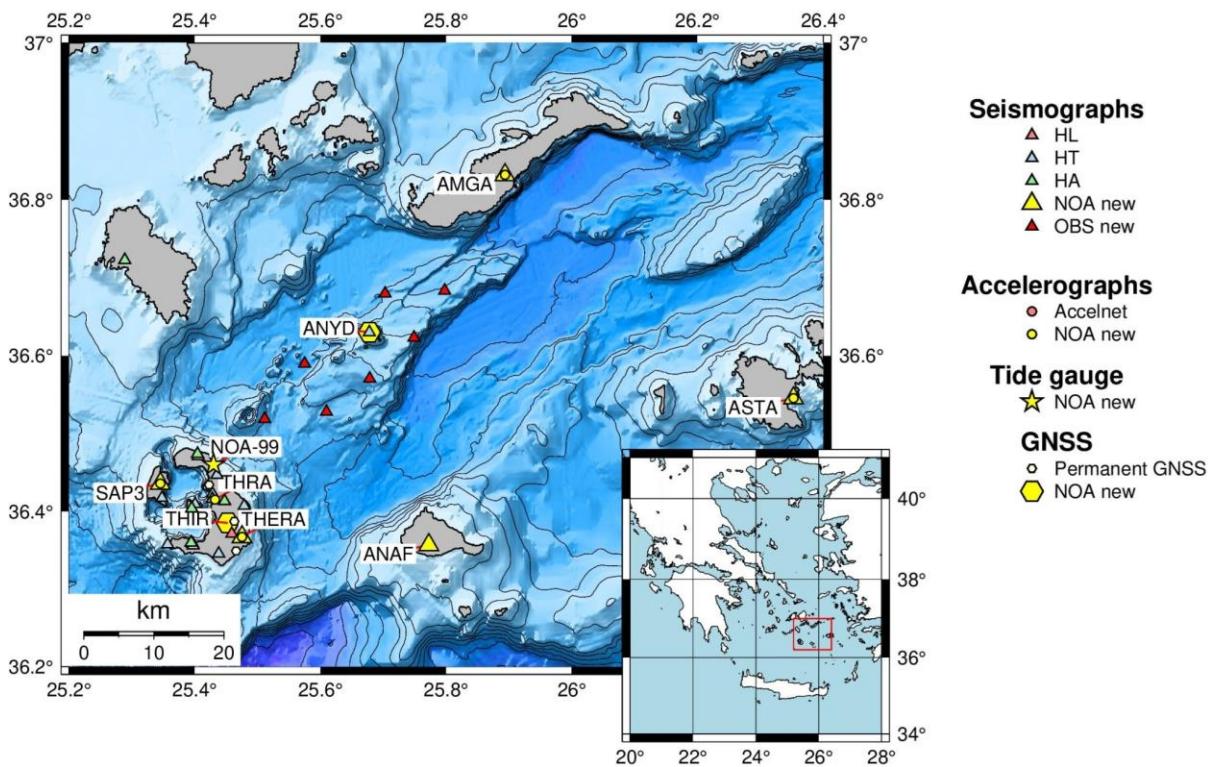 25.2° 25.4° 25.6° 25.8° 26° 26.2° 26.4°
37° 37°
36.8° 36.8°
36.6° 36.6°
36.4°
36.2°
25.2° 25.4° 25.6° 25.8° 26°
AMGA
ANYD
ASTA
NOA-99
SAP3
THRA
THIR
THERA
ANAF
km
0 10 20
40°
38°
36°
34°
20° 22° 24° 26° 28°
Seismographs
HL
HT
HA
NOA new
OBS new
Accelerographs
Accelnet
NOA new
Tide gauge
NOA new
GNSS
Permanent GNSS
NOA new